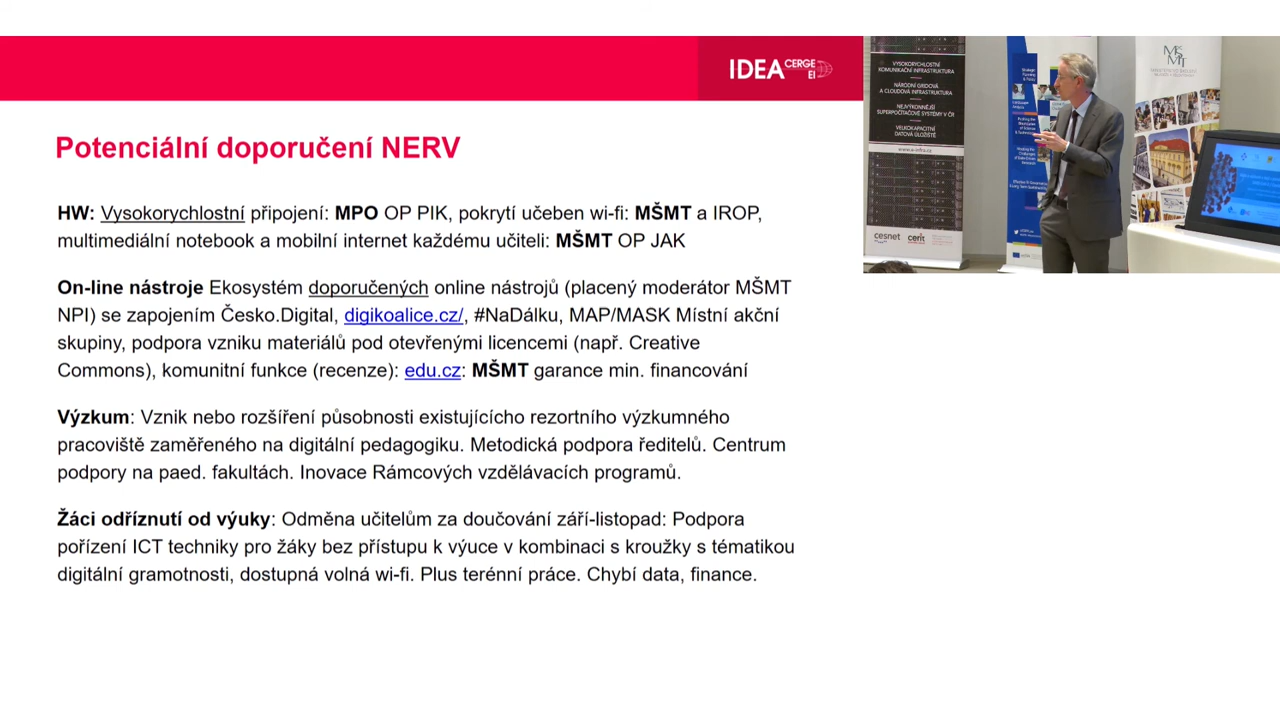 IDEA CERGE
EI
Potenciální doporučení NERV
HW: Vysokorychlostní připojení: MPO OP PIK, pokrytí učeben wi-fi: MŠMT a IROP,
multimediální notebook a mobilní internet každému učiteli: MŠMT OP JAK
On-line nástroje Ekosystém doporučených online nástrojů (placený moderátor MŠMT
NPI) se zapojením Česko.Digital, digikoalice.cz/, #NaDálku, MAP/MASK Místní akční
skupiny, podpora vzniku materiálů pod otevřenými licencemi (např. Creative
Commons), komunitní funkce (recenze): edu.cz: MŠMT garance min. financování
Výzkum: Vznik nebo rozšíření působnosti existujícícho rezortního výzkumného
pracoviště zaměřeného na digitální pedagogiku. Metodická podpora ředitelů. Centrum
podpory na paed. fakultách. Inovace Rámcových vzdělávacích programů.
Žáci odříznutí od výuky: Odměna učitelům za doučování září-listopad: Podpora
pořízení ICT techniky pro žáky bez přístupu k výuce v kombinaci s kroužky s tématikou
digitální gramotnosti, dostupná volná wi-fi. Plus terénní práce. Chybí data, finance.
VYSOKORYCHLOSTNÍ
KOMUNIKAČNÍ INFRASTRUKTURA
NÁRODNÍ GRIDOVÁ
A CLOUDOVÁ INFRASTRUKTURA
NEJVÝKONNĚJŠÍ
SUPERPOČÍTAČOVÉ SYSTÉMY V ČR
VELKOKAPACITNÍ
DATOVÁ ÚLOŽIŠTĚ
www.e-infra.cz
cesnet
cerit